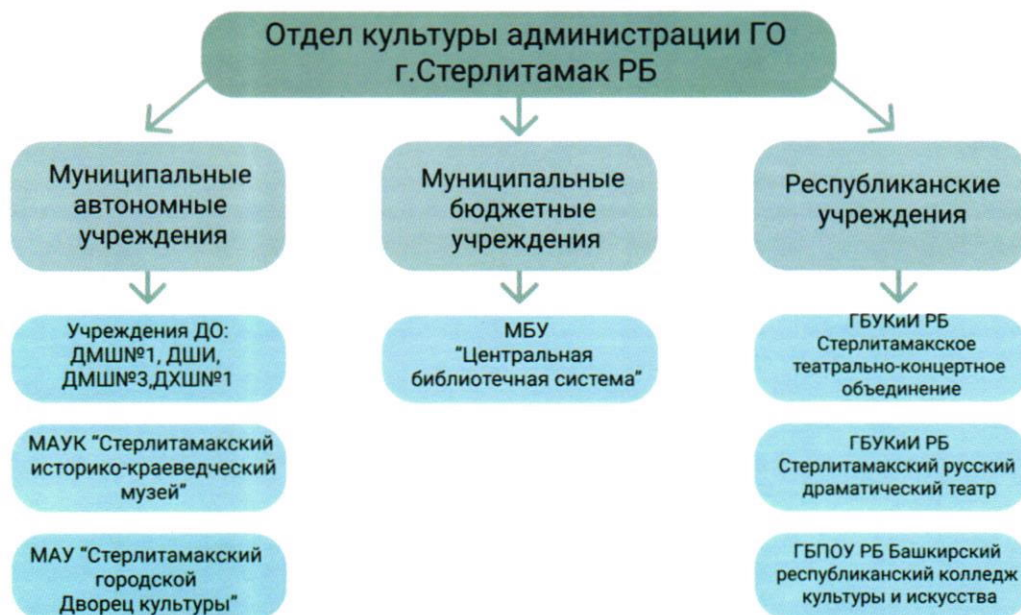 Отдел культуры администрации ГО
г.Стерлитамак РБ
Муниципальные
автономные
учреждения
Учреждения ДО:
ДМШ№1, ДШИ,
ДМШ№3,ДХШ№1
МАУК “Стерлитамакский
историко-краеведческий
музей”
МАУ “Стерлитамакский
городской
Дворец культуры”
Муниципальные
бюджетные
учреждения
МБУ
“Центральная
библиотечная система”
Республиканские
учреждения
ГБУКиИ РБ
Стерлитамакское
театрально-концертное
объединение
ГБУКиИ РБ
Стерлитамакский русский
драматический театр
ГБПОУ РБ Башкирский
республиканский колледж
культуры и искусства